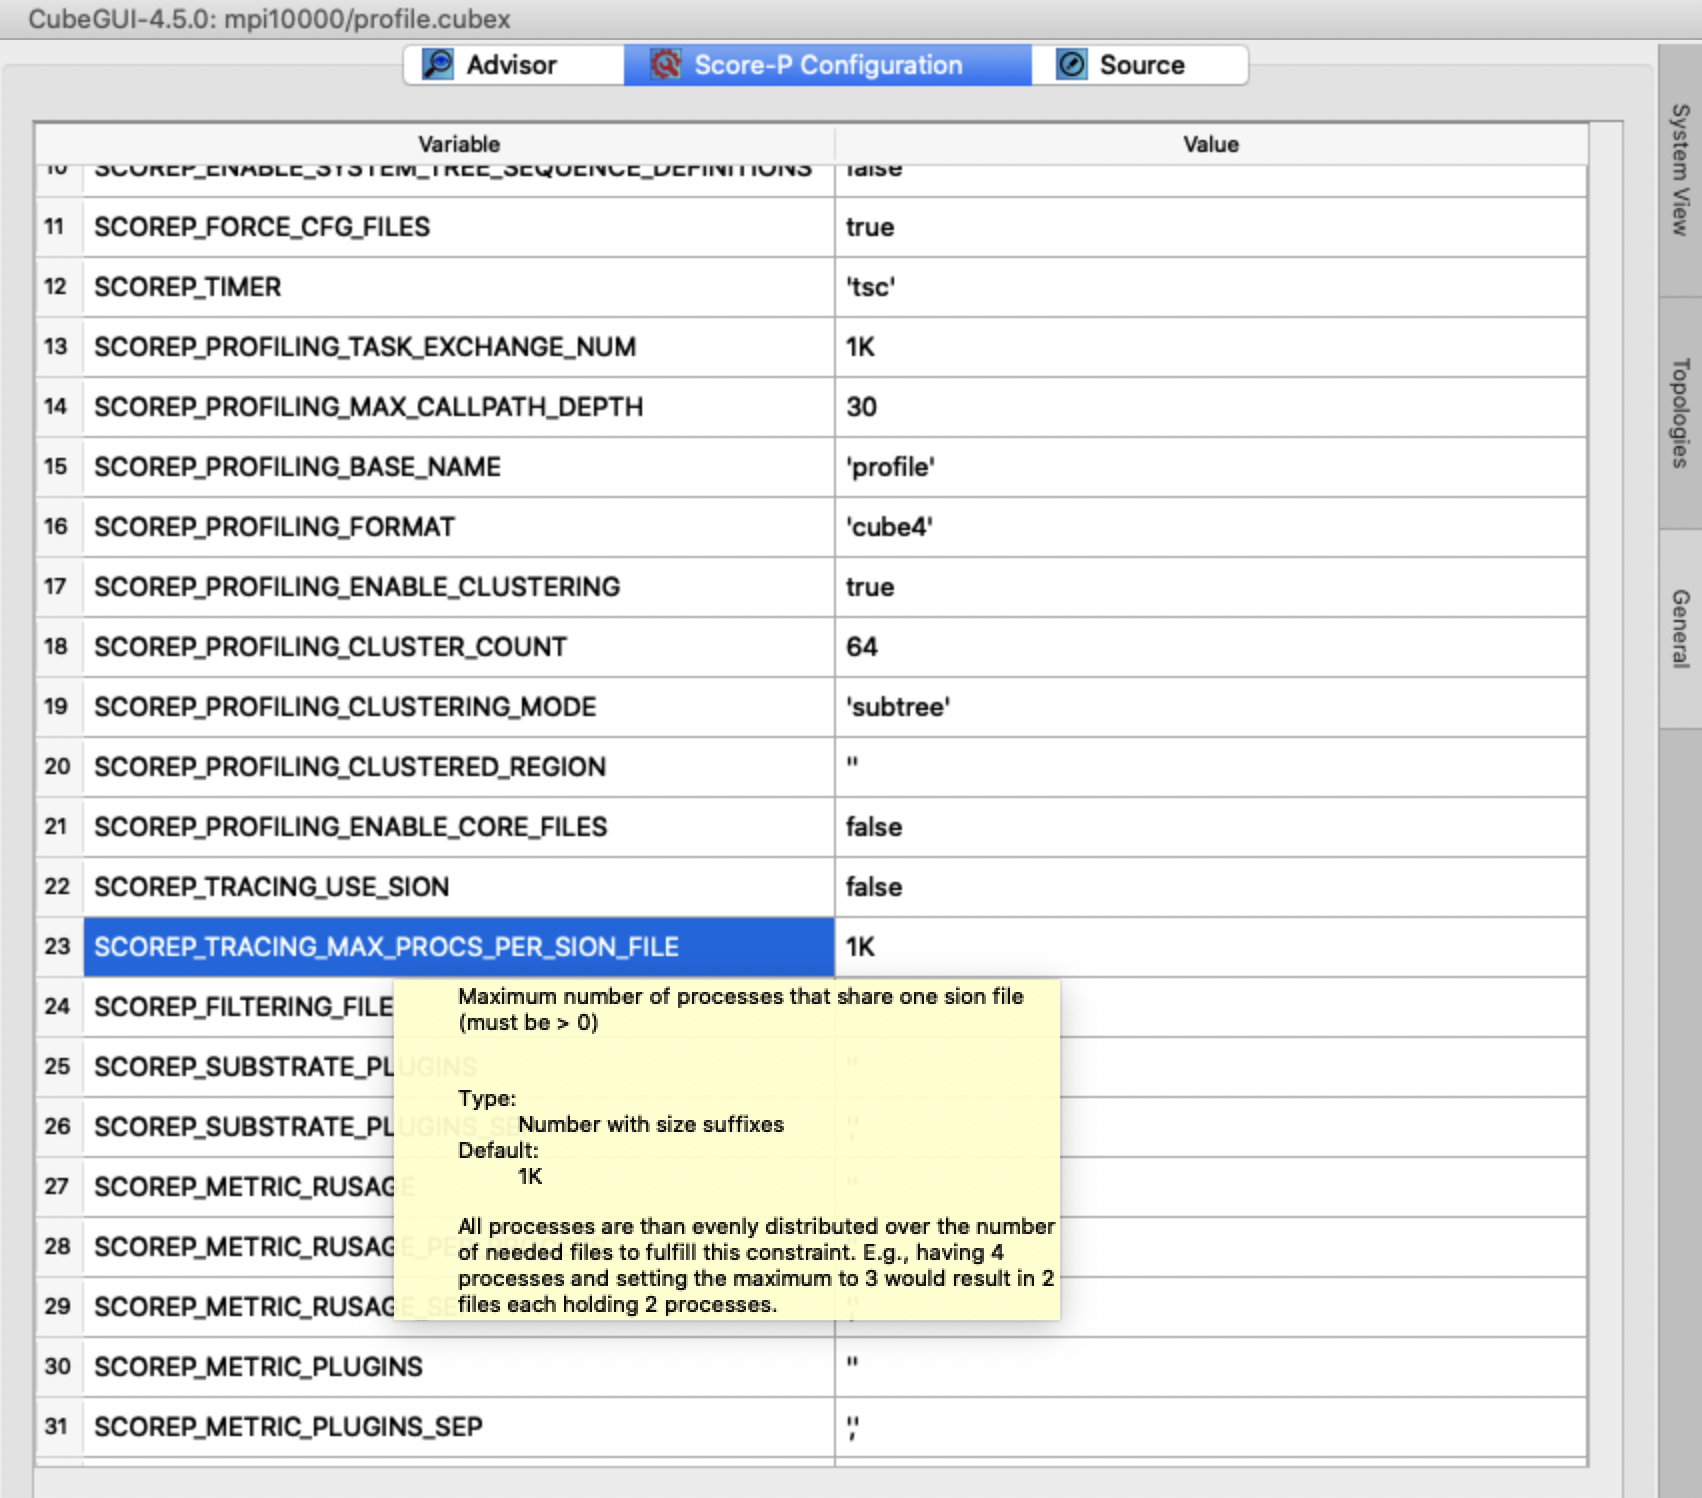 CubeGUI-4.5.0: mpi10000/profile.cubex
Advisor Score-P Configuration Source
Variable Value
10 SCOREP_ENABLE_SYSTEM_TREE_SEQUENCE_DEFINITIONS false
11 SCOREP_FORCE_CFG_FILES true
12 SCOREP_TIMER 'tsc'
13 SCOREP_PROFILING_TASK_EXCHANGE_NUM 1K
14 SCOREP_PROFILING_MAX_CALLPATH_DEPTH 30
15 SCOREP_PROFILING_BASE_NAME 'profile'
16 SCOREP_PROFILING_FORMAT 'cube4'
17 SCOREP_PROFILING_ENABLE_CLUSTERING true
18 SCOREP_PROFILING_CLUSTER_COUNT 64
19 SCOREP_PROFILING_CLUSTERING_MODE 'subtree'
20 SCOREP_PROFILING_CLUSTERED_REGION ''
21 SCOREP_PROFILING_ENABLE_CORE_FILES false
22 SCOREP_TRACING_USE_SION false
23 SCOREP_TRACING_MAX_PROCS_PER_SION_FILE 1K
24 SCOREP_FILTERING_FILE
25 SCOREP_SUBSTRATE_PLUGINS ''
26 SCOREP_SUBSTRATE_PLUGINS_SE ','
27 SCOREP_METRIC_RUSAGE ''
28 SCOREP_METRIC_RUSAGE_PE
29 SCOREP_METRIC_RUSAGE_SE ','
30 SCOREP_METRIC_PLUGINS ''
31 SCOREP_METRIC_PLUGINS_SEP ','
Maximum number of processes that share one sion file
(must be > 0)
Type:
Number with size suffixes
Default:
1K
All processes are than evenly distributed over the number
of needed files to fulfill this constraint. E.g., having 4
processes and setting the maximum to 3 would result in 2
files each holding 2 processes.
System View
Topologies
General